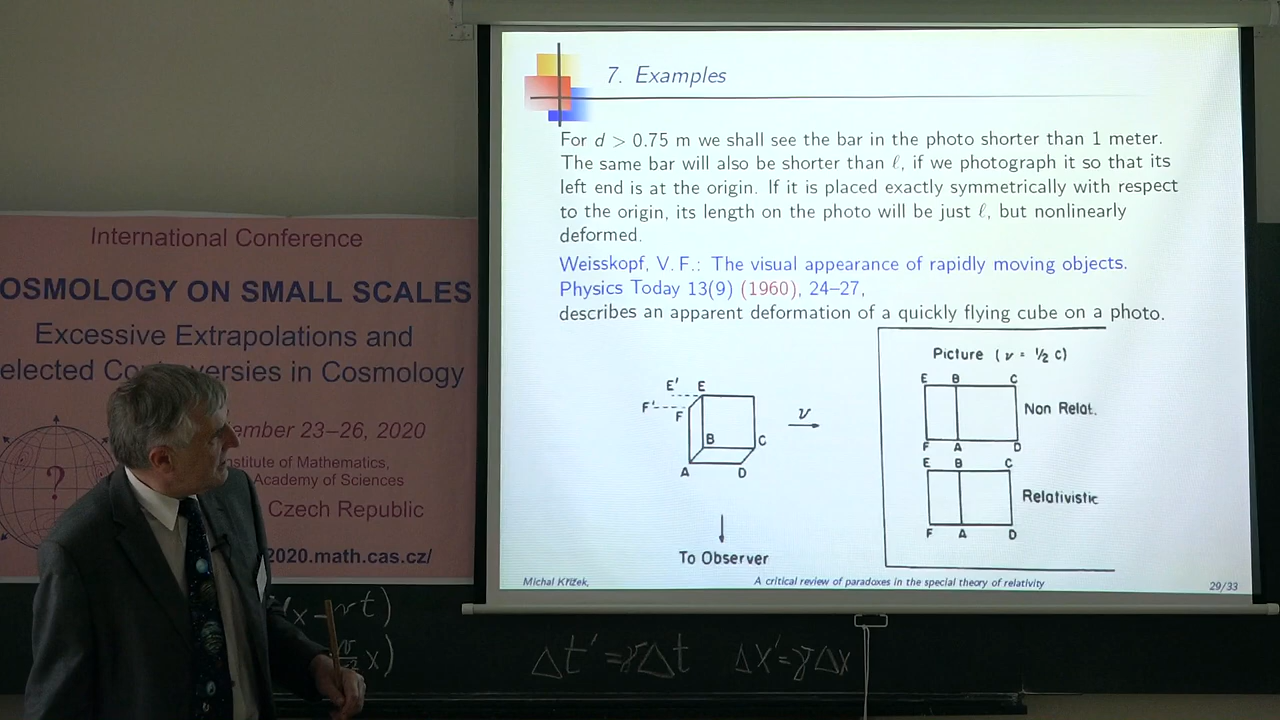 International Conference
OSMOLOGY ON SMALL SCALES
Excessive Extrapolations and
elected Co versies in Cosmology
ember 23–26, 2020
nstitute of Mathematics,
Academy of Sciences
Czech Republic
2020.math.cas.cz/
?
7. Examples
For d > 0.75 m we shall see the bar in the photo shorter than 1 meter.
The same bar will also be shorter than ℓ, if we photograph it so that its
left end is at the origin. If it is placed exactly symmetrically with respect
to the origin, its length on the photo will be just ℓ, but nonlinearly
deformed.
Weisskopf, V. F.: The visual appearance of rapidly moving objects.
Physics Today 13(9) (1960), 24–27,
describes an apparent deformation of a quickly flying cube on a photo.
E' E
F' F
B C
A D
v
To Observer
Picture (v = ½ c)
E B C
Non Relat.
F A D
E B C
Relativistic
F A D
Michal Křížek, A critical review of paradoxes in the special theory of relativity 29/33
(x – vt)
x)
Δt' = γΔt Δx' = γΔx